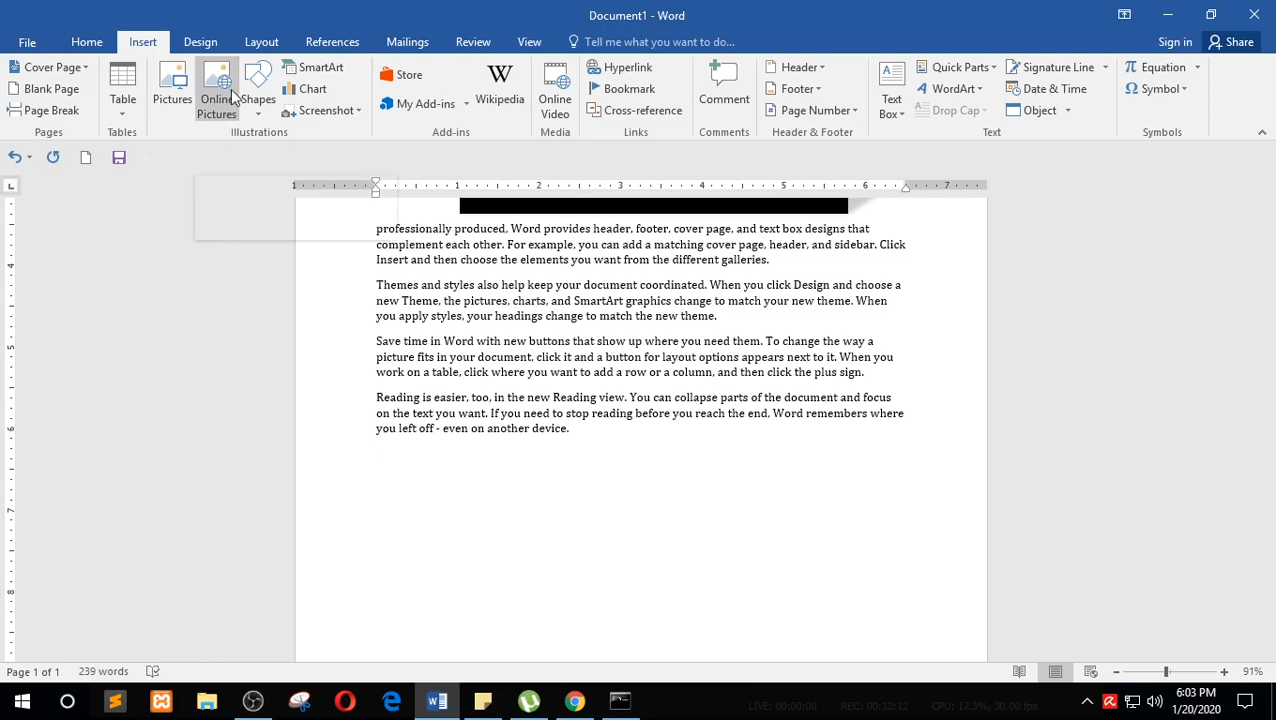 Document1 - Word
File Home Insert Design Layout References Mailings Review View Tell me what you want to do... Sign in Share
Cover Page
Blank Page
Page Break
Pages
Table
Tables
Pictures
Online Pictures
Shapes
SmartArt
Chart
Screenshot
Illustrations
Store
My Add-ins
Wikipedia
W
Add-ins
Online Video
Media
Hyperlink
Bookmark
Cross-reference
Links
Comment
Comments
Header
Footer
Page Number
Header & Footer
Text Box
A
Quick Parts
WordArt
Drop Cap
Signature Line
Date & Time
Object
Text
Equation
Symbol
Symbols
1 1 2 3 4 5 6 7
4
5
6
7
8
professionally produced, Word provides header, footer, cover page, and text box designs that
complement each other. For example, you can add a matching cover page, header, and sidebar. Click
Insert and then choose the elements you want from the different galleries.
Themes and styles also help keep your document coordinated. When you click Design and choose a
new Theme, the pictures, charts, and SmartArt graphics change to match your new theme. When
you apply styles, your headings change to match the new theme.
Save time in Word with new buttons that show up where you need them. To change the way a
picture fits in your document, click it and a button for layout options appears next to it. When you
work on a table, click where you want to add a row or a column, and then click the plus sign.
Reading is easier, too, in the new Reading view. You can collapse parts of the document and focus
on the text you want. If you need to stop reading before you reach the end, Word remembers where
you left off - even on another device.
Page 1 of 1 239 words 91%
LIVE: 00:00:00 REC: 00:12:12 CPU: 17.3%, 30.00 fps
6:03 PM
1/20/2020